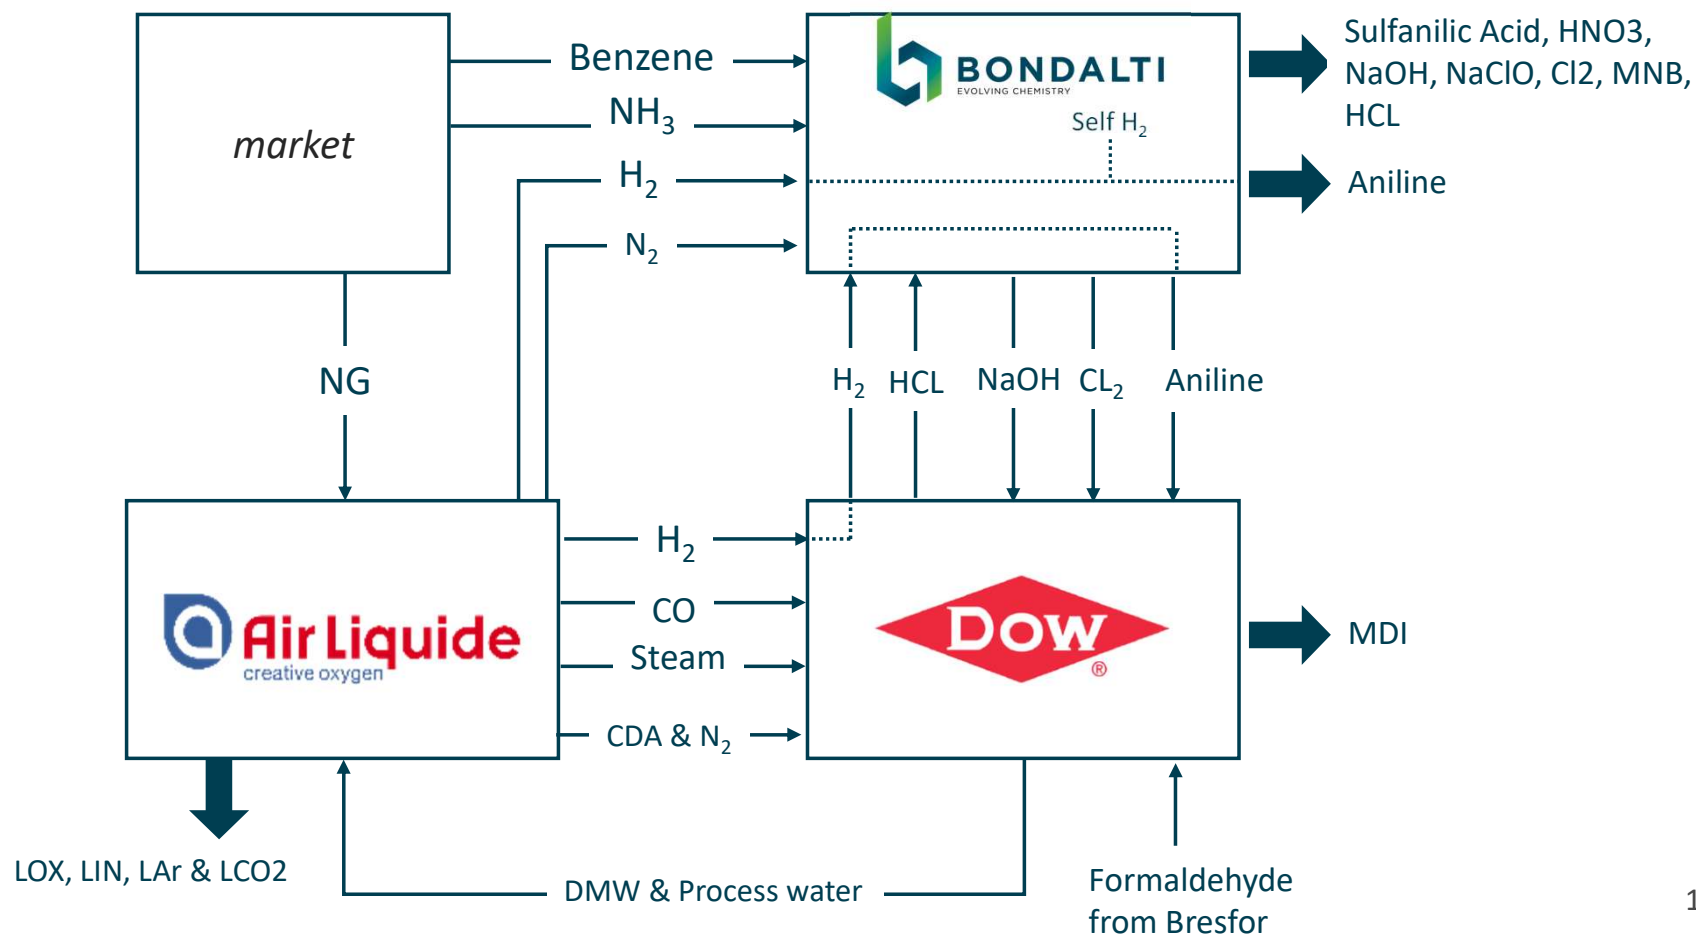 market
Benzene
NH₃
H₂
N₂
BONDALTI
EVOLVING CHEMISTRY
Self H₂
Sulfanilic Acid, HNO3,
NaOH, NaClO, Cl2, MNB,
HCL
Aniline
NG
H₂
HCL
NaOH
CL₂
Aniline
Air Liquide
creative oxygen
H₂
CO
Steam
CDA & N₂
DOW
®
MDI
LOX, LIN, LAr & LCO2
DMW & Process water
Formaldehyde
from Bresfor
1